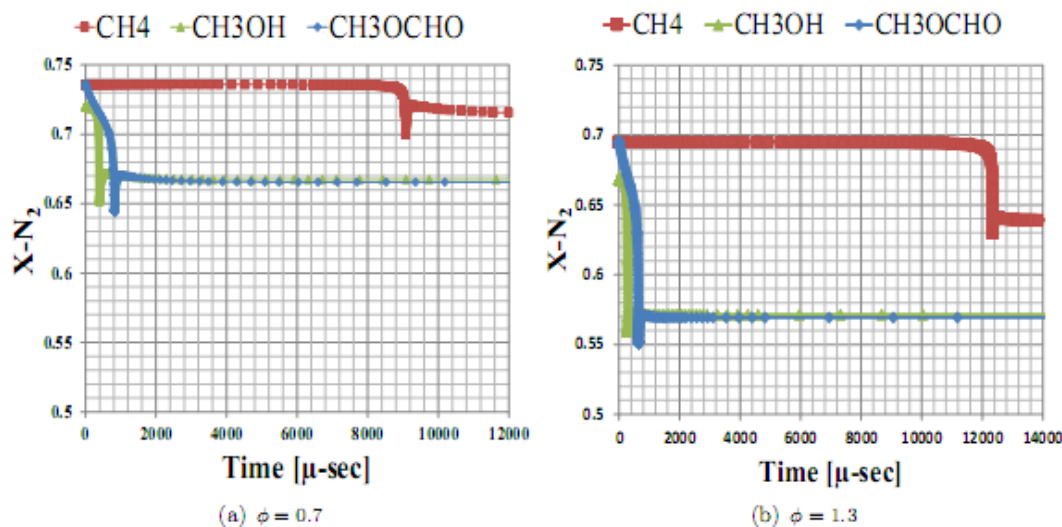 CH4 CH3OH CH3OCHO
0.75
0.7
0.65
0.6
0.55
0.5
X-N2
0 2000 4000 6000 8000 10000 12000
Time [μ-sec]
(a) ϕ = 0.7
CH4 CH3OH CH3OCHO
0.75
0.7
0.65
0.6
0.55
0.5
X-N2
0 2000 4000 6000 8000 10000 12000 14000
Time [μ-sec]
(b) ϕ = 1.3